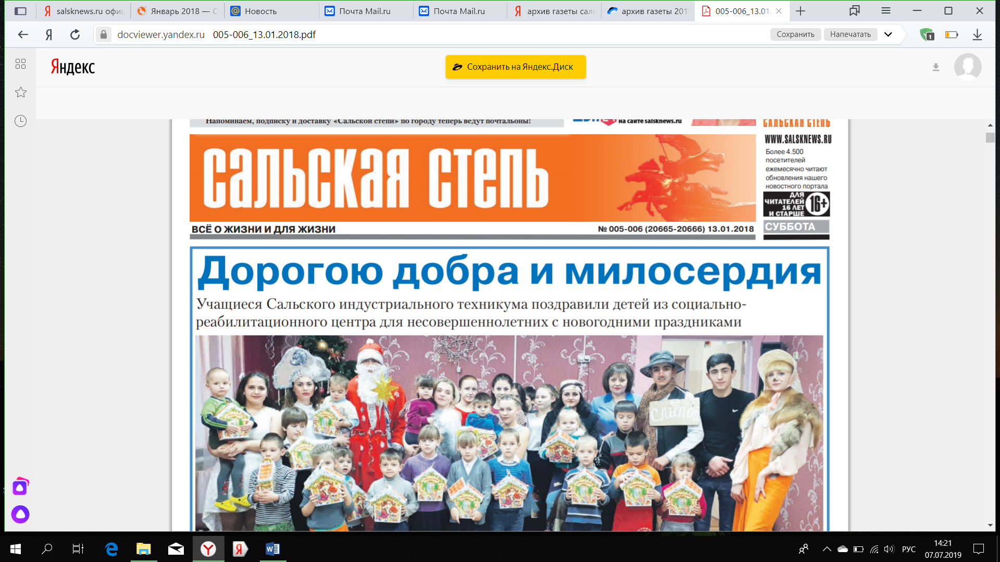 salsknews.ru офиц
Январь 2018 — С
Новость
Почта Mail.ru
Почта Mail.ru
архив газеты сал
архив газеты 201
005-006_13.01.
docviewer.yandex.ru 005-006_13.01.2018.pdf
Сохранить
Напечатать
1
Яндекс
Сохранить на Яндекс.Диск
Напоминаем, подписку и доставку «Сальской степи» по городу теперь ведут почтальоны!
на сайте salsknews.ru
САЛЬСКАЯ СТЕПЬ
САЛЬСКАЯ СТЕПЬ
WWW.SALSKNEWS.RU
Более 4.500
посетителей
ежемесячно читают
обновления нашего
новостного портала
ДЛЯ
ЧИТАТЕЛЕЙ
16 ЛЕТ
И СТАРШЕ
16+
ВСЁ О ЖИЗНИ И ДЛЯ ЖИЗНИ
№ 005-006 (20665-20666) 13.01.2018
СУББОТА
Дорогою добра и милосердия
Учащиеся Сальского индустриального техникума поздравили детей из социально-
реабилитационного центра для несовершеннолетних с новогодними праздниками
РУС
14:21
07.07.2019